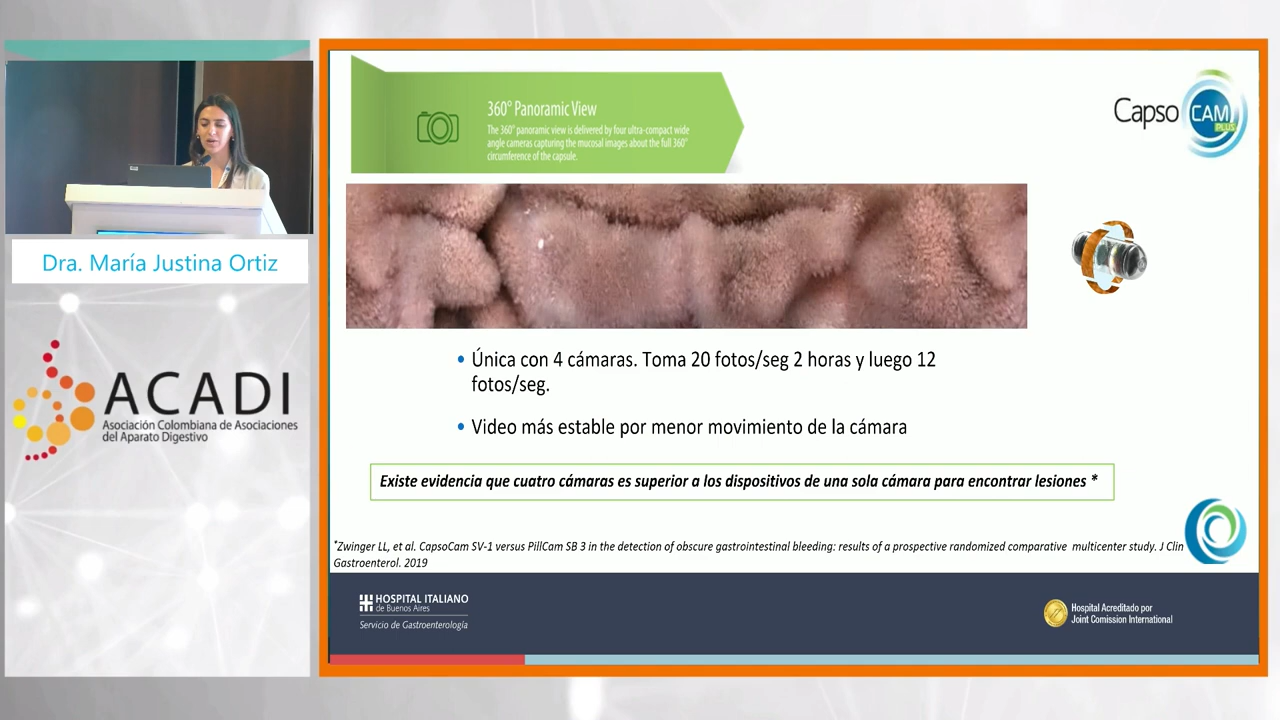 Dra. María Justina Ortiz
ACADI
Asociación Colombiana de Asociaciones
del Aparato Digestivo
360° Panoramic View
The 360° panoramic view is delivered by four ultra-compact wide
angle cameras capturing the mucosal images about the full 360°
circumference of the capsule.
Capso CAM
PLUS
• Única con 4 cámaras. Toma 20 fotos/seg 2 horas y luego 12
fotos/seg.
• Video más estable por menor movimiento de la cámara
Existe evidencia que cuatro cámaras es superior a los dispositivos de una sola cámara para encontrar lesiones *
*Zwinger LL, et al. CapsoCam SV-1 versus PillCam SB 3 in the detection of obscure gastrointestinal bleeding: results of a prospective randomized comparative multicenter study. J Clin
Gastroenterol. 2019
HOSPITAL ITALIANO
de Buenos Aires
Servicio de Gastroenterología
Hospital Acreditado por
Joint Comission International